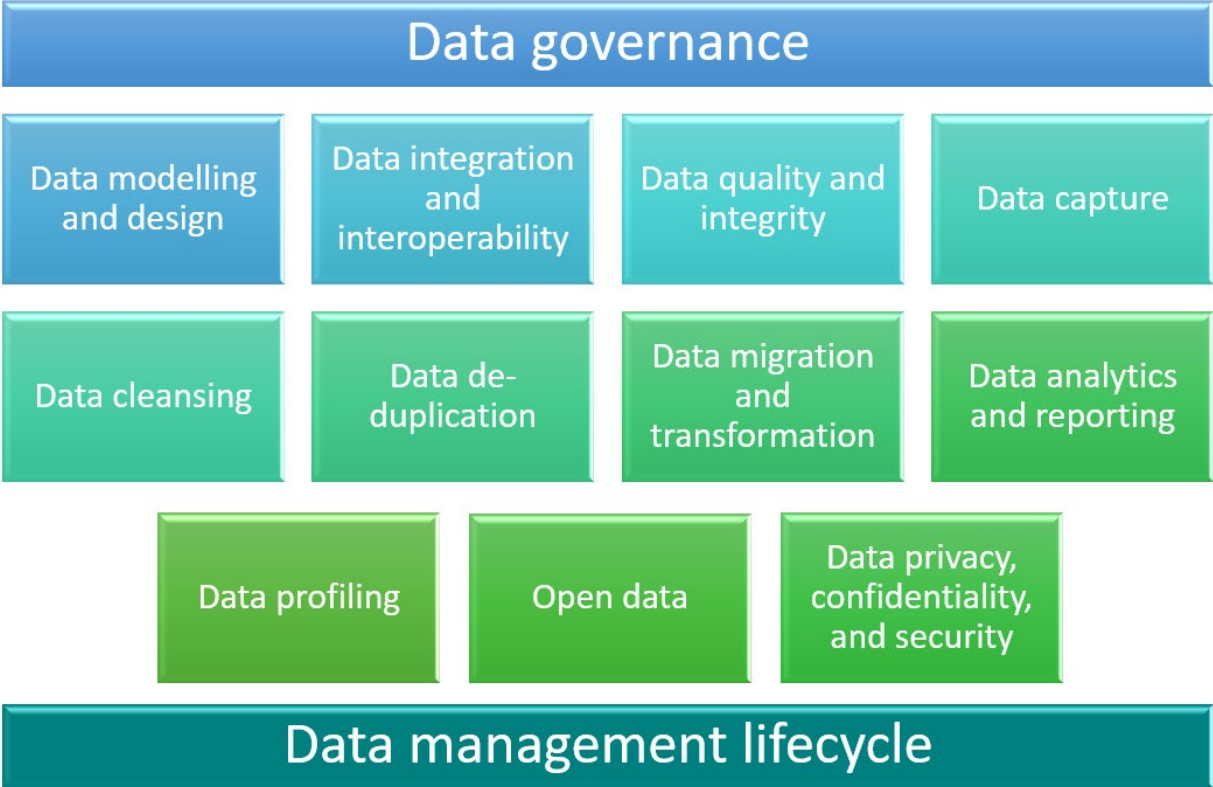 Data governance
Data modelling
and design
Data integration
and
interoperability
Data quality and
integrity
Data capture
Data cleansing
Data de-
duplication
Data migration
and
transformation
Data analytics
and reporting
Data profiling
Open data
Data privacy,
confidentiality,
and security
Data management lifecycle